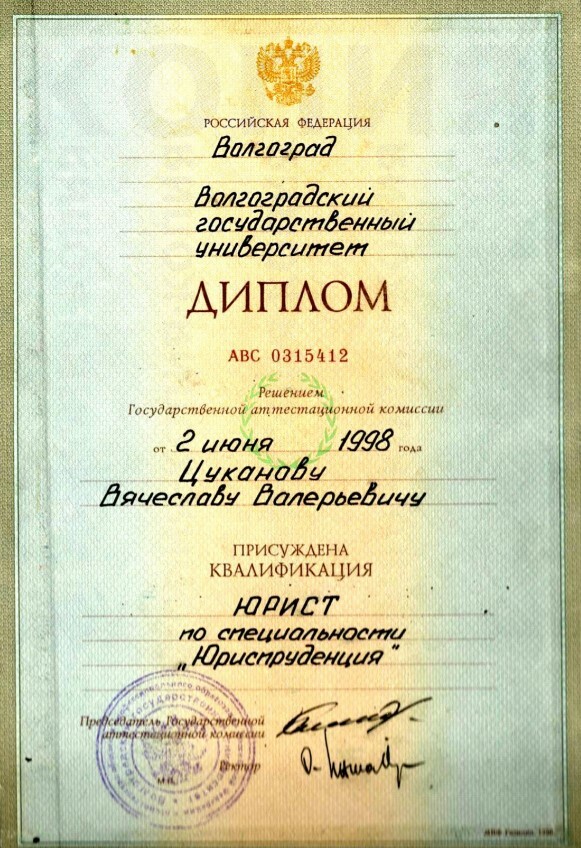 РОССИЙСКАЯ ФЕДЕРАЦИЯ
Волгоград
Волгоградский
государственный
университет
ДИПЛОМ
АВС 0315412
Решением
Государственной аттестационной комиссии
от 2 июня 1998 года
Цуканову
Вячеславу Валерьевичу
ПРИСУЖДЕНА
КВАЛИФИКАЦИЯ
ЮРИСТ
по специальности
„Юриспруденция“
Председатель Государственной
аттестационной комиссии
Ректор
м.п.